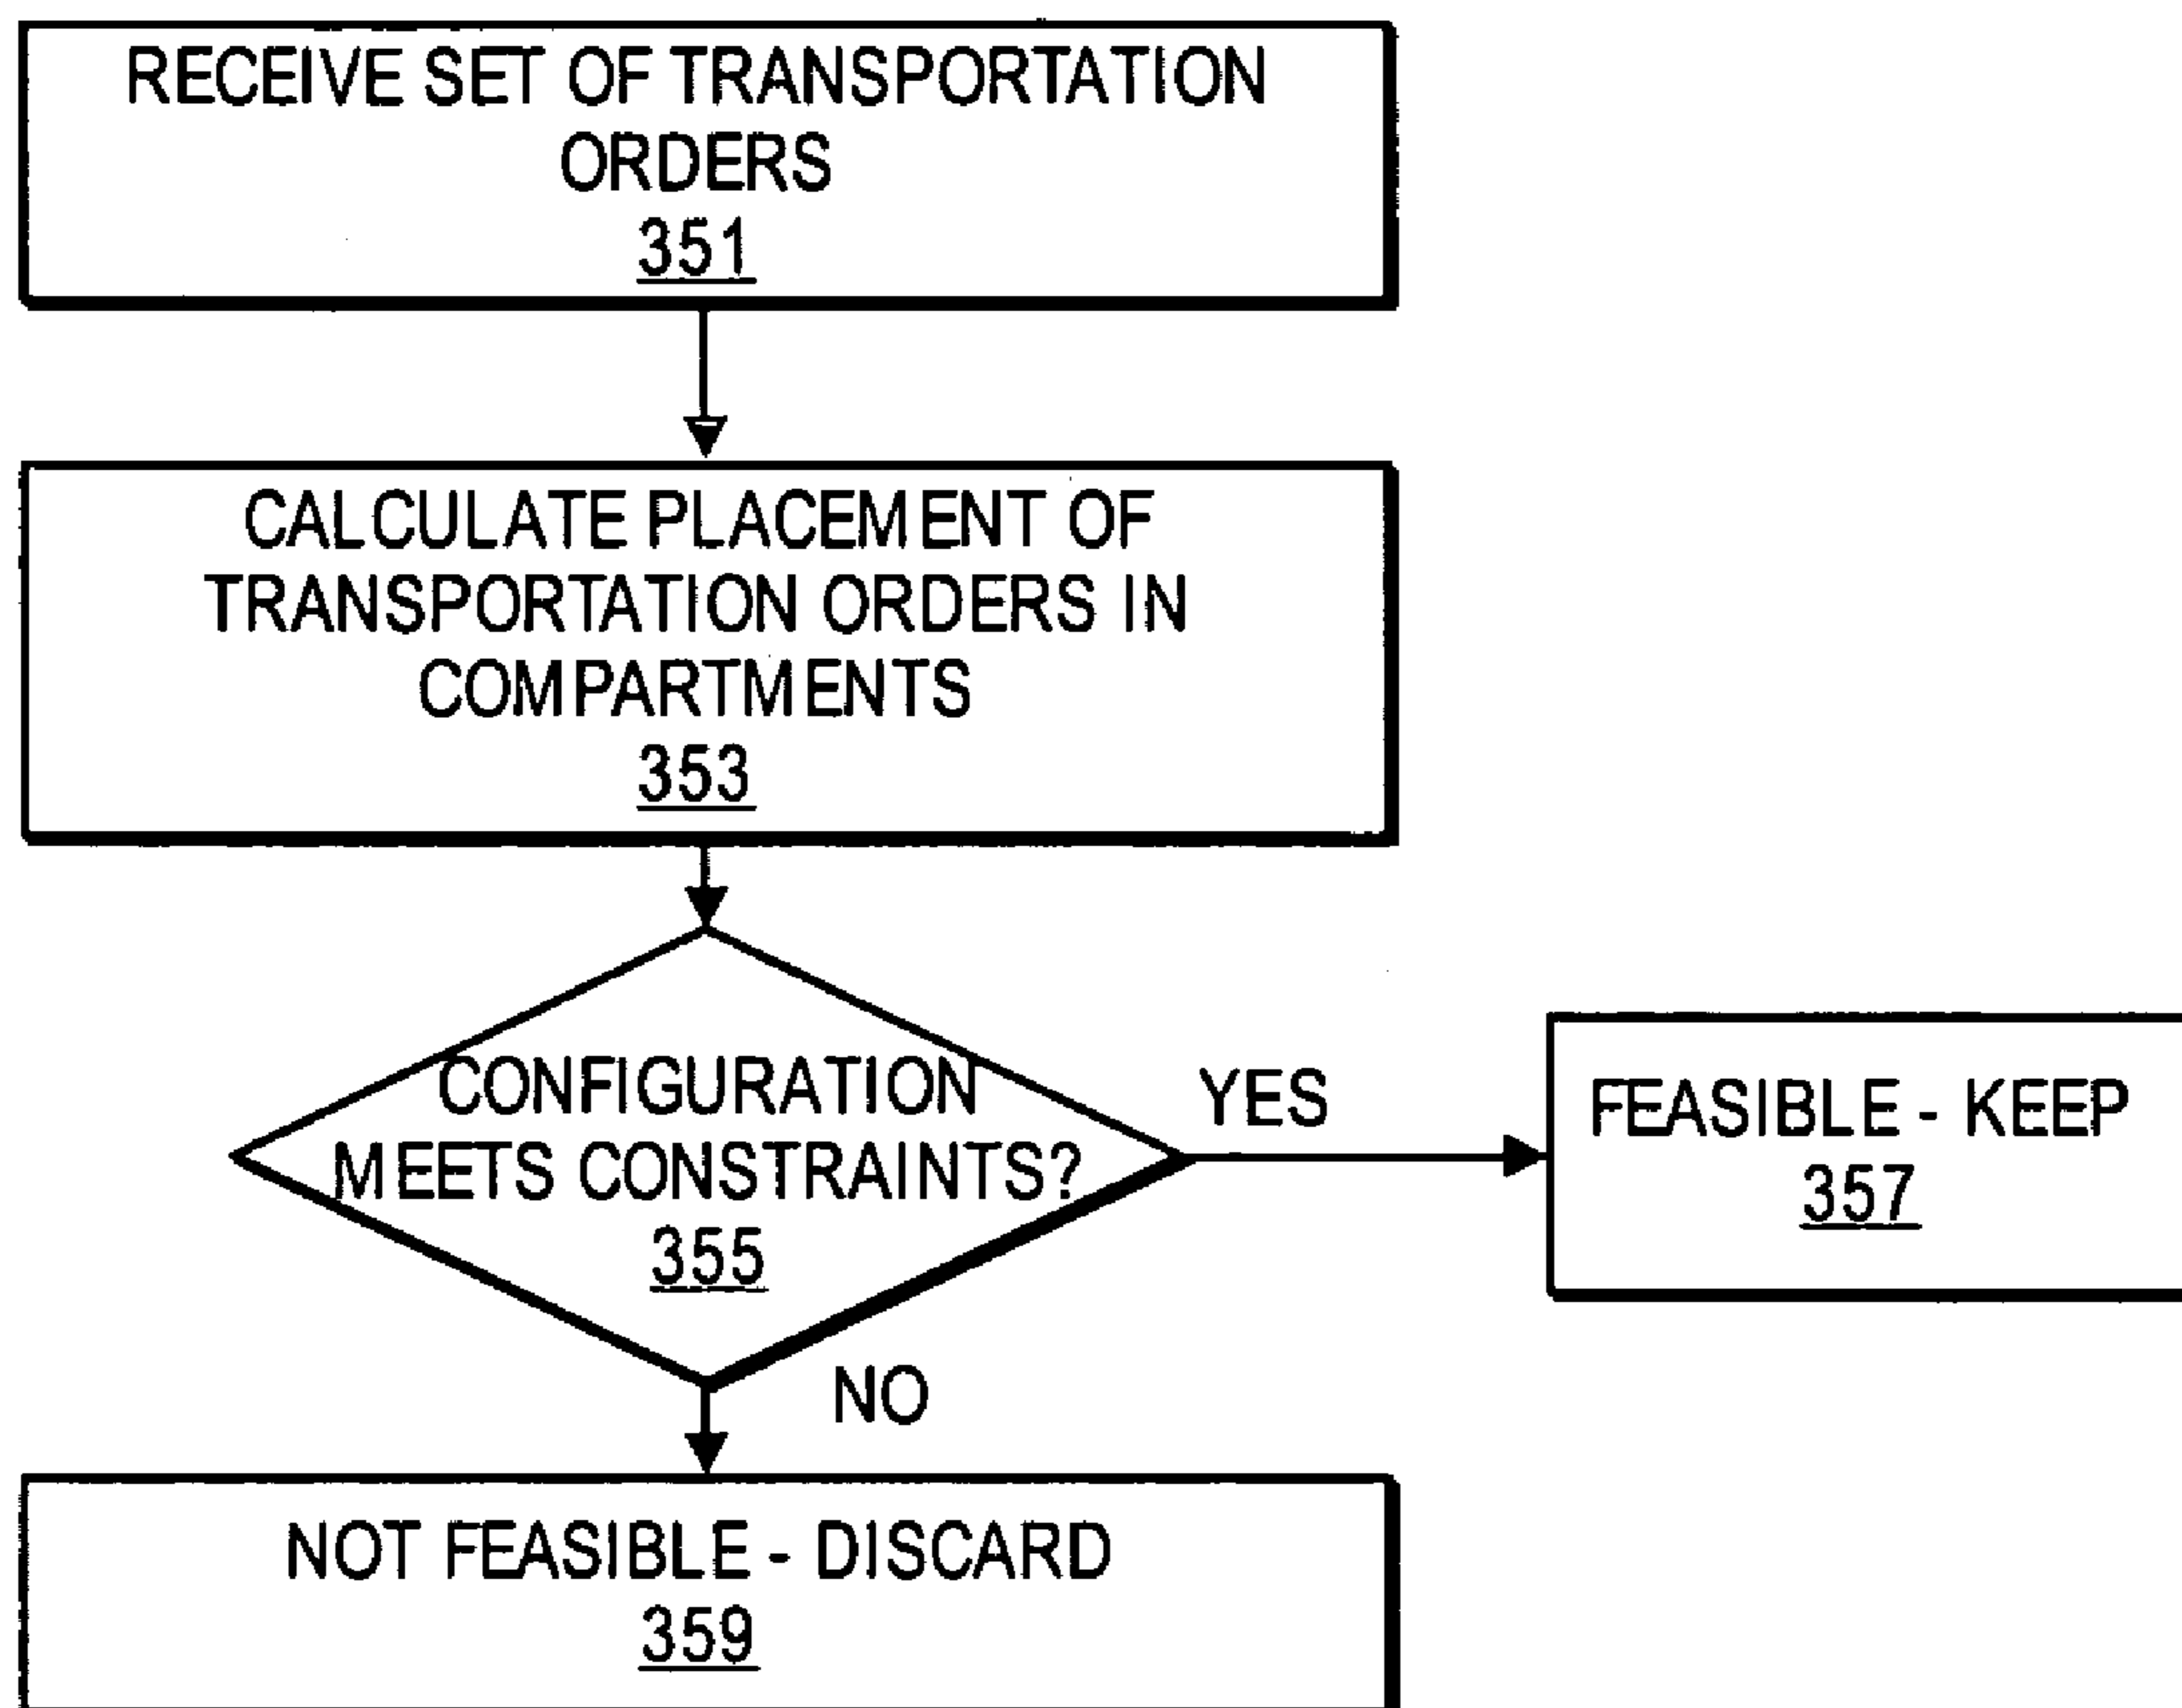 RECEIVE SET OF TRANSPORTATION
ORDERS
351
CALCULATE PLACEMENT OF
TRANSPORTATION ORDERS IN
COMPARTMENTS
353
CONFIGURATION
MEETS CONSTRAINTS?
355
YES
FEASIBLE - KEEP
357
NO
NOT FEASIBLE - DISCARD
359